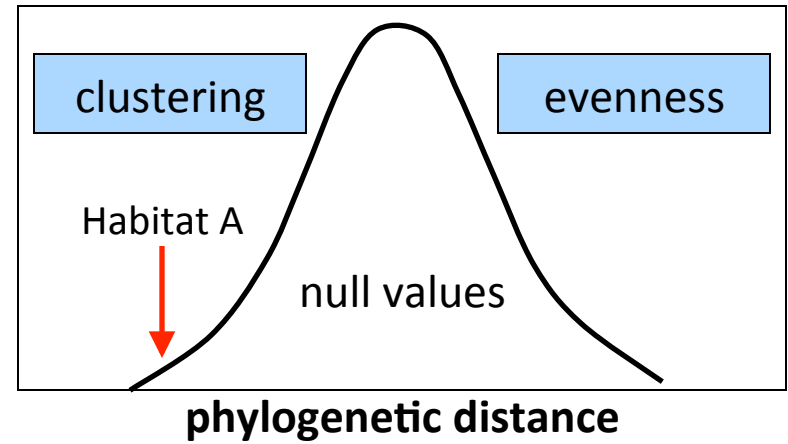 clustering
evenness
Habitat A
null values
phylogenetic distance